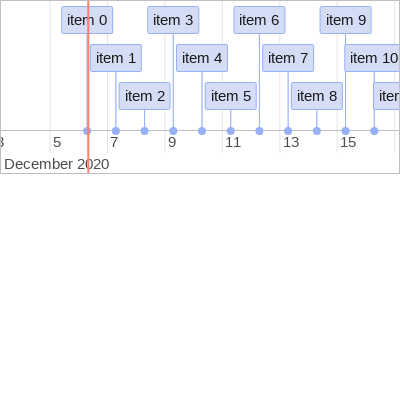 item 0 item 3 item 6 item 9
item 1 item 4 item 7 item 10
item 2 item 5 item 8
5 7 9 11 13 15
December 2020